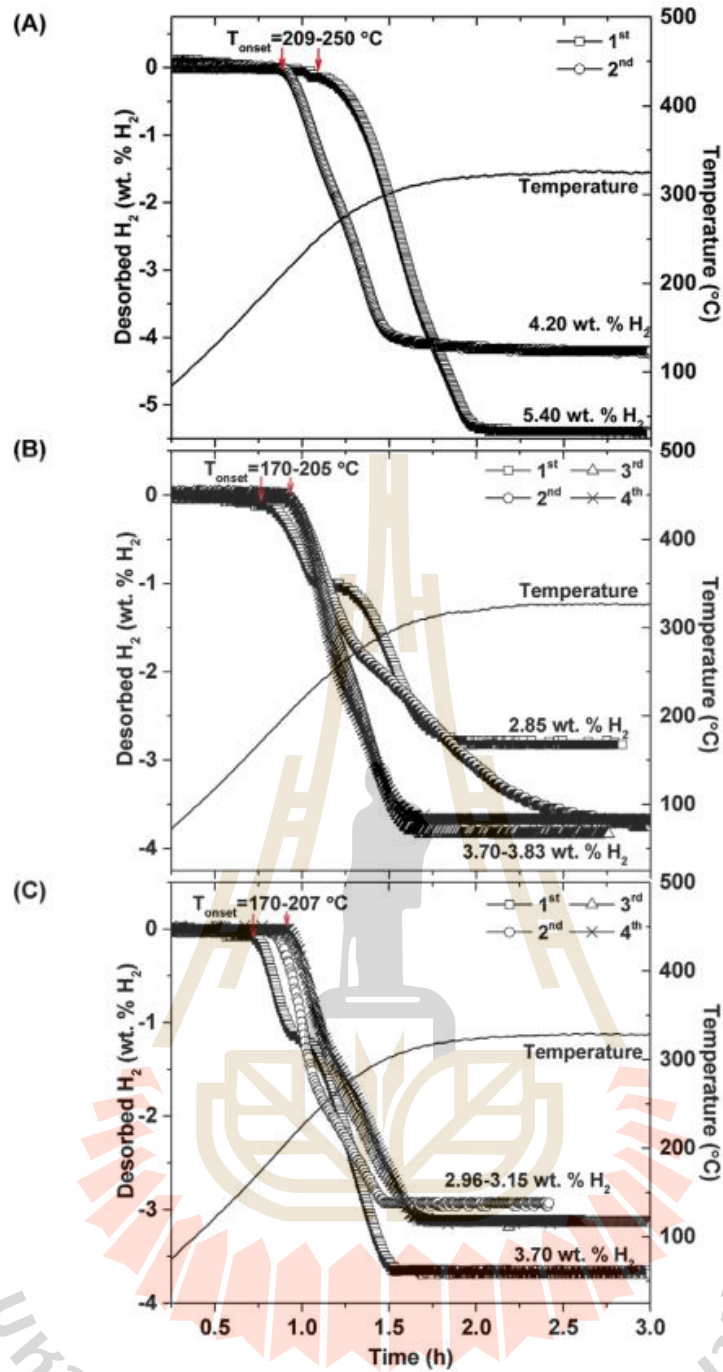 (A)
T onset =209-250 °C
1st
2nd
Temperature
4.20 wt. % H2
5.40 wt. % H2
Desorbed H2 (wt. % H2)
0
-1
-2
-3
-4
-5
Temperature (°C)
500
400
300
200
100
(B)
T onset =170-205 °C
1st 3rd
2nd 4th
Temperature
2.85 wt. % H2
3.70-3.83 wt. % H2
Desorbed H2 (wt. % H2)
0
-1
-2
-3
-4
Temperature (°C)
500
400
300
200
100
(C)
T onset =170-207 °C
1st 3rd
2nd 4th
Temperature
2.96-3.15 wt. % H2
3.70 wt. % H2
Desorbed H2 (wt. % H2)
0
-1
-2
-3
-4
Temperature (°C)
500
400
300
200
100
0.5 1.0 1.5 2.0 2.5 3.0
Time (h)